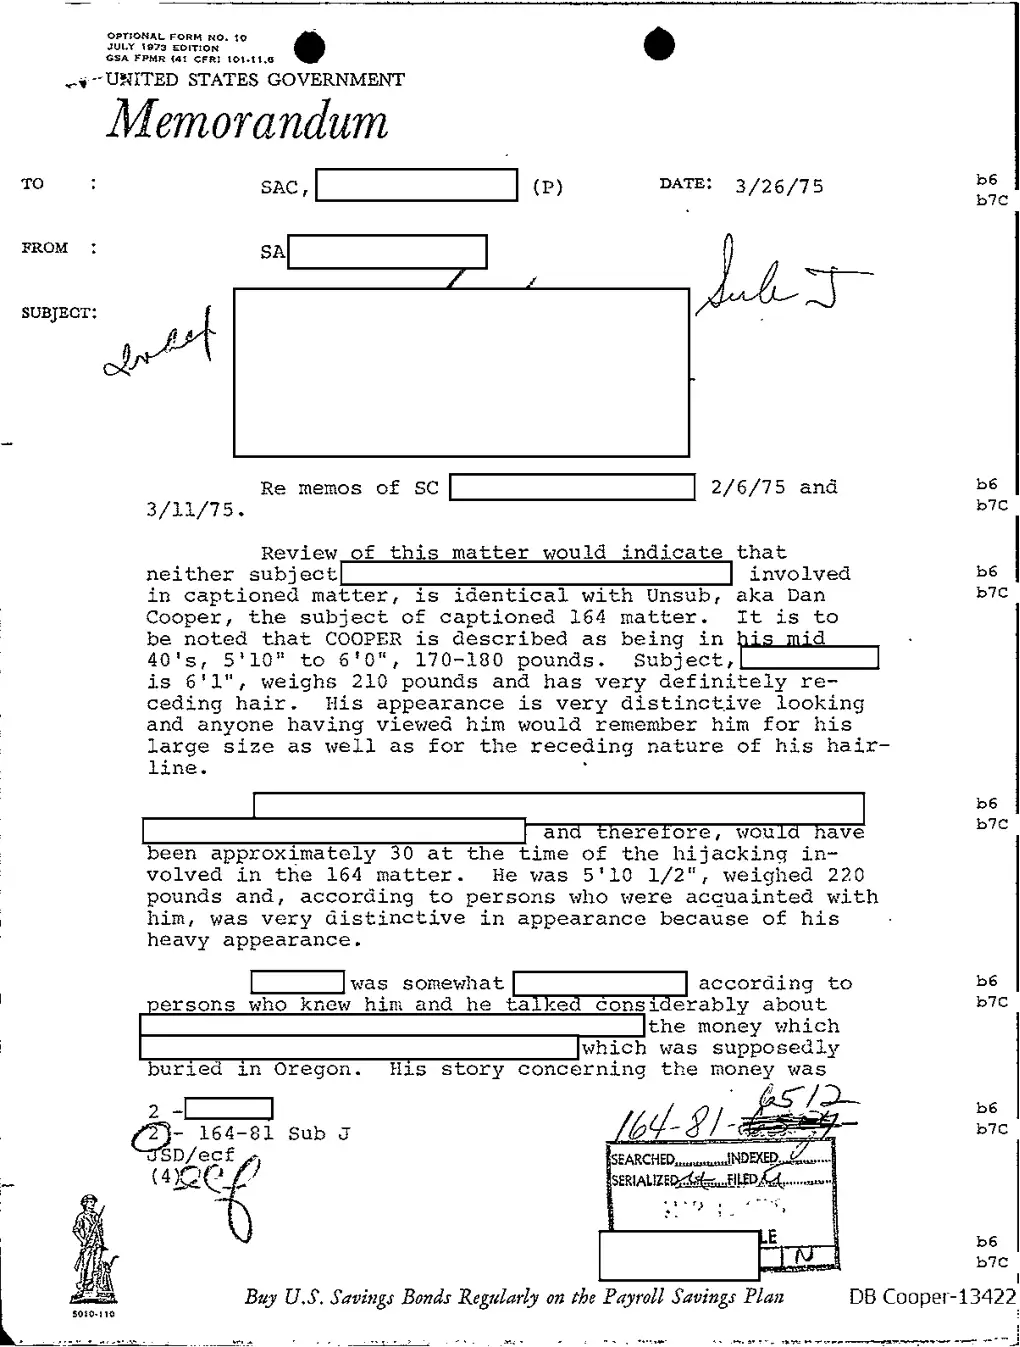 OPTIONAL FORM NO. 10
JULY 1973 EDITION
GSA FPMR (41 CFR) 101-11.6
UNITED STATES GOVERNMENT
Memorandum
TO : SAC, (P) DATE: 3/26/75 b6
b7C
FROM : SA
Sub J
SUBJECT:
Re memos of SC 2/6/75 and b6
3/11/75. b7C
Review of this matter would indicate that
neither subject involved b6
in captioned matter, is identical with Unsub, aka Dan b7C
Cooper, the subject of captioned 164 matter. It is to
be noted that COOPER is described as being in his mid
40's, 5'10" to 6'0", 170-180 pounds. Subject,
is 6'1", weighs 210 pounds and has very definitely re-
ceding hair. His appearance is very distinctive looking
and anyone having viewed him would remember him for his
large size as well as for the receding nature of his hair-
line.
b6
and therefore, would have b7C
been approximately 30 at the time of the hijacking in-
volved in the 164 matter. He was 5'10 1/2", weighed 220
pounds and, according to persons who were acquainted with
him, was very distinctive in appearance because of his
heavy appearance.
was somewhat according to b6
persons who knew him and he talked considerably about b7C
the money which
which was supposedly
buried in Oregon. His story concerning the money was
2 - b6
2 - 164-81 Sub J b7C
JSD/ecf
(4) ecf
164-81-6512
SEARCHED INDEXED
SERIALIZED FILED
LE b6
IN b7C
5010-110
Buy U.S. Savings Bonds Regularly on the Payroll Savings Plan
DB Cooper-13422